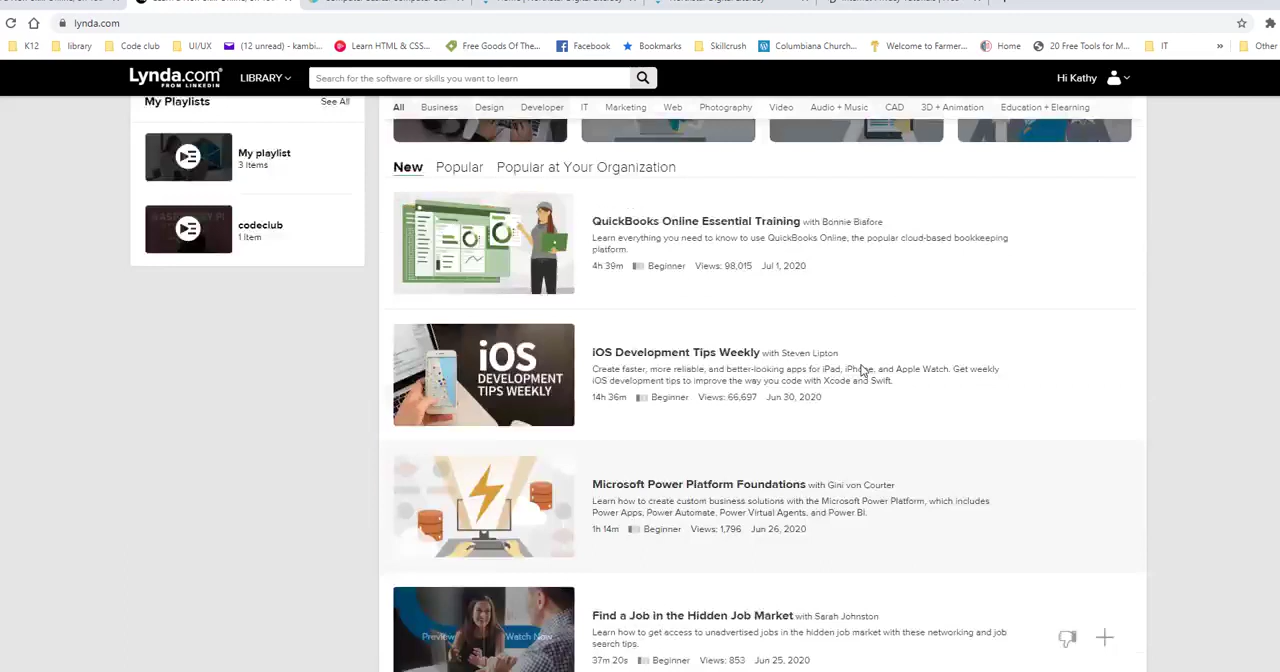 lynda.com
K12
library
Code club
UI/UX
(12 unread) - kambi...
Learn HTML & CSS...
Free Goods Of The...
Facebook
Bookmarks
Skillcrush
Columbiana Church...
Welcome to Farmer...
Home
20 Free Tools for M...
IT
»
Other
Lynda.com
FROM LINKEDIN
LIBRARY
Search for the software or skills you want to learn
Hi Kathy
My Playlists
See All
All Business Design Developer IT Marketing Web Photography Video Audio + Music CAD 3D + Animation Education + Elearning
My playlist
3 Items
codeclub
1 Item
New Popular Popular at Your Organization
QuickBooks Online Essential Training with Bonnie Biafore
Learn everything you need to know to use QuickBooks Online, the popular cloud-based bookkeeping
platform.
4h 39m Beginner Views: 98,015 Jul 1, 2020
iOS
DEVELOPMENT
TIPS WEEKLY
iOS Development Tips Weekly with Steven Lipton
Create faster, more reliable, and better-looking apps for iPad, iPhone, and Apple Watch. Get weekly
iOS development tips to improve the way you code with Xcode and Swift.
14h 36m Beginner Views: 66,697 Jun 30, 2020
Microsoft Power Platform Foundations with Gini von Courter
Learn how to create custom business solutions with the Microsoft Power Platform, which includes
Power Apps, Power Automate, Power Virtual Agents, and Power BI.
1h 14m Beginner Views: 1,796 Jun 26, 2020
Preview Watch Now
Find a Job in the Hidden Job Market with Sarah Johnston
Learn how to get access to unadvertised jobs in the hidden job market with these networking and job
search tips.
37m 20s Beginner Views: 853 Jun 25, 2020